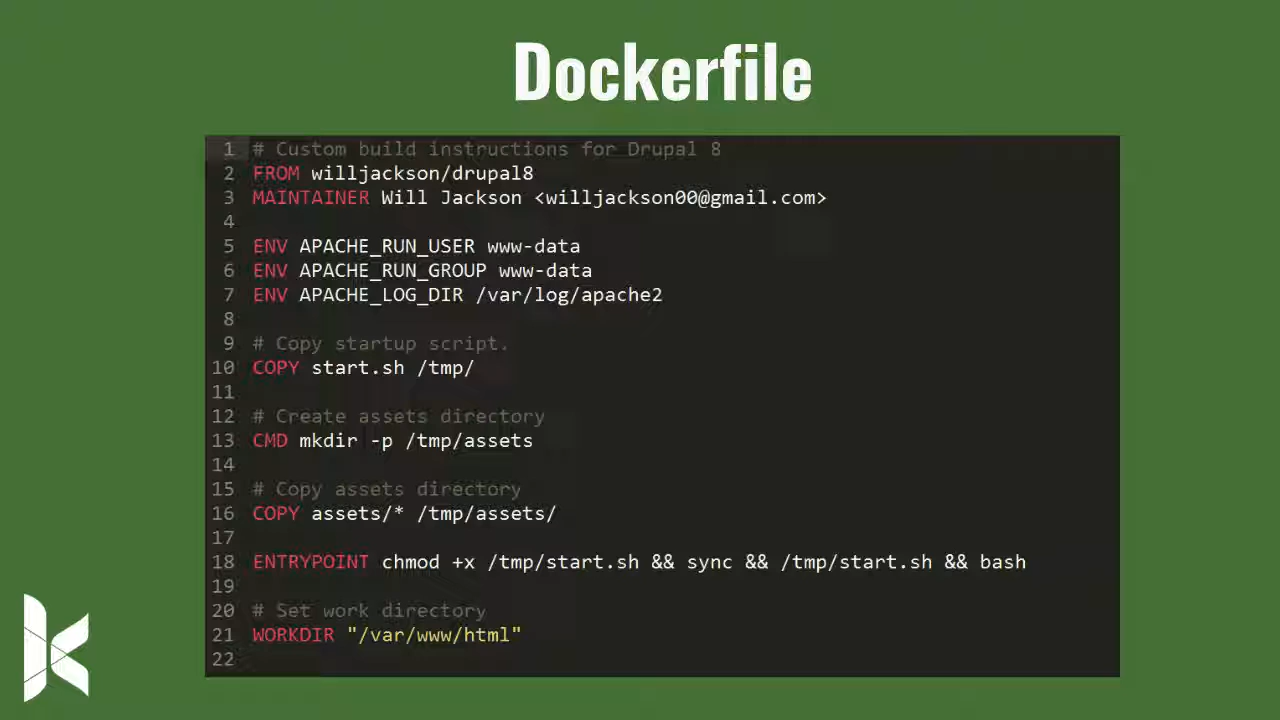 Dockerfile
1 # Custom build instructions for Drupal 8
2 FROM willjackson/drupal8
3 MAINTAINER Will Jackson <willjackson00@gmail.com>
4
5 ENV APACHE_RUN_USER www-data
6 ENV APACHE_RUN_GROUP www-data
7 ENV APACHE_LOG_DIR /var/log/apache2
8
9 # Copy startup script.
10 COPY start.sh /tmp/
11
12 # Create assets directory
13 CMD mkdir -p /tmp/assets
14
15 # Copy assets directory
16 COPY assets/* /tmp/assets/
17
18 ENTRYPOINT chmod +x /tmp/start.sh && sync && /tmp/start.sh && bash
19
20 # Set work directory
21 WORKDIR "/var/www/html"
22